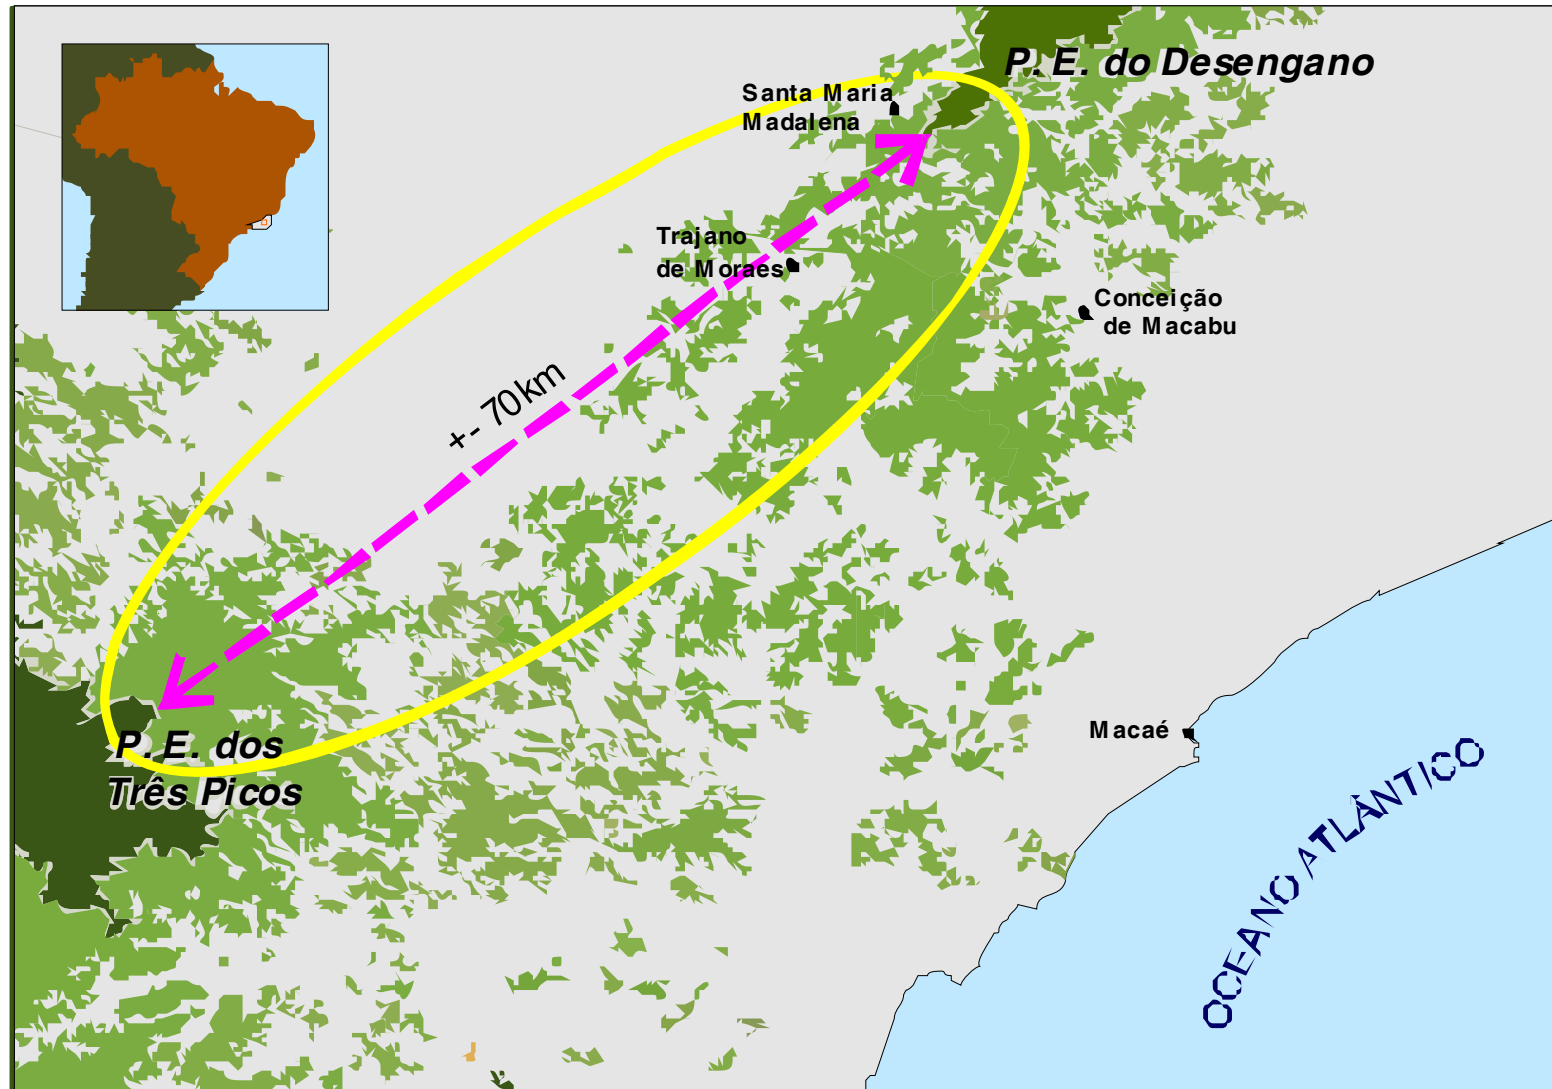 P. E. do Desengano
Santa Maria
Madalena
Trajano
de Moraes
Conceição
de Macabu
+- 70km
P. E. dos
Três Picos
Macaé
OCEANO ATLÂNTICO